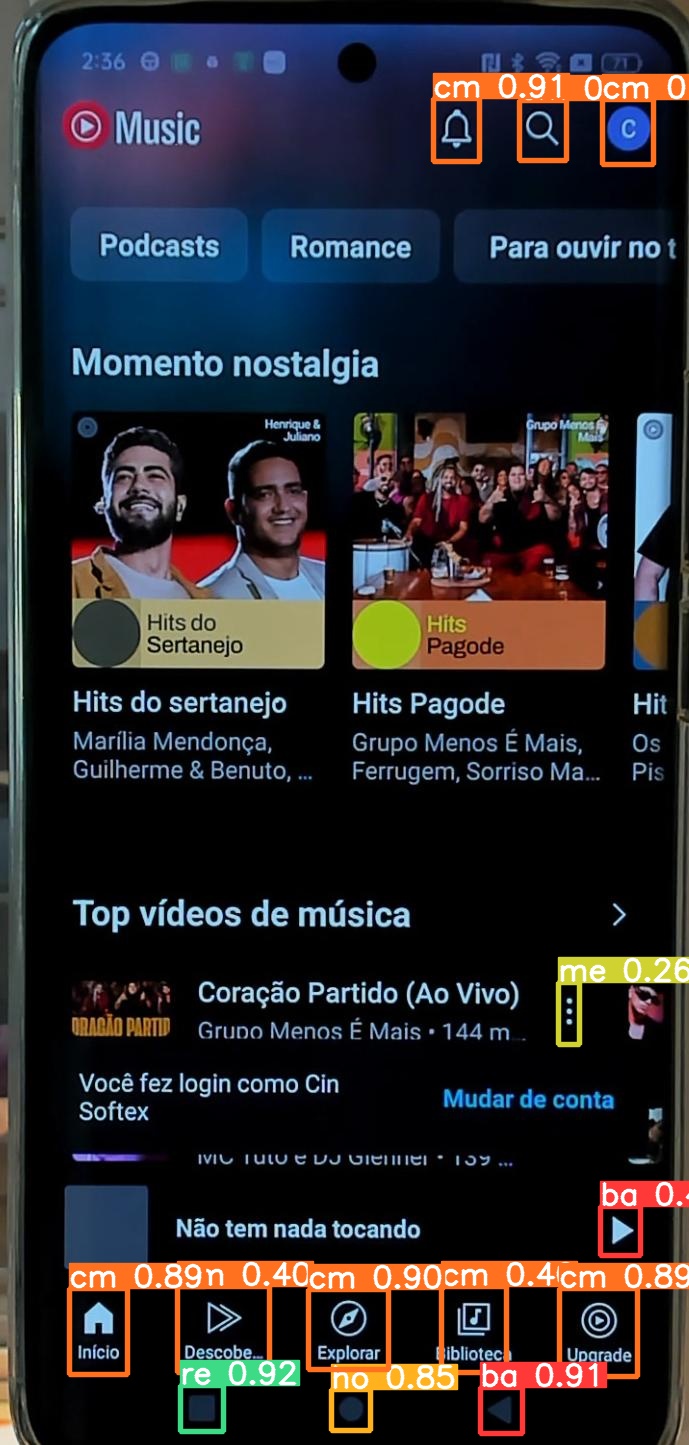 2:36
71
cm 0.91
0cm 0
Music
C
Podcasts
Romance
Para ouvir no t
Momento nostalgia
Henrique &
Juliano
Grupo Menos É
Mais
Hits do
Sertanejo
Hits
Pagode
Hits do sertanejo
Hits Pagode
Hit
Marília Mendonça,
Guilherme & Benuto, ...
Grupo Menos É Mais,
Ferrugem, Sorriso Ma...
Os
Pis
Top vídeos de música
me 0.26
Coração Partido (Ao Vivo)
ORAÇÃO PARTID
Grupo Menos É Mais • 144 m...
Você fez login como Cin
Softex
Mudar de conta
MC Tuto e DJ Glenner • 139 ...
ba 0.4
Não tem nada tocando
cm 0.89
n 0.40
cm 0.90
cm 0.4
cm 0.89
Início
Descobe...
Explorar
Biblioteca
Upgrade
re 0.92
no 0.85
ba 0.91